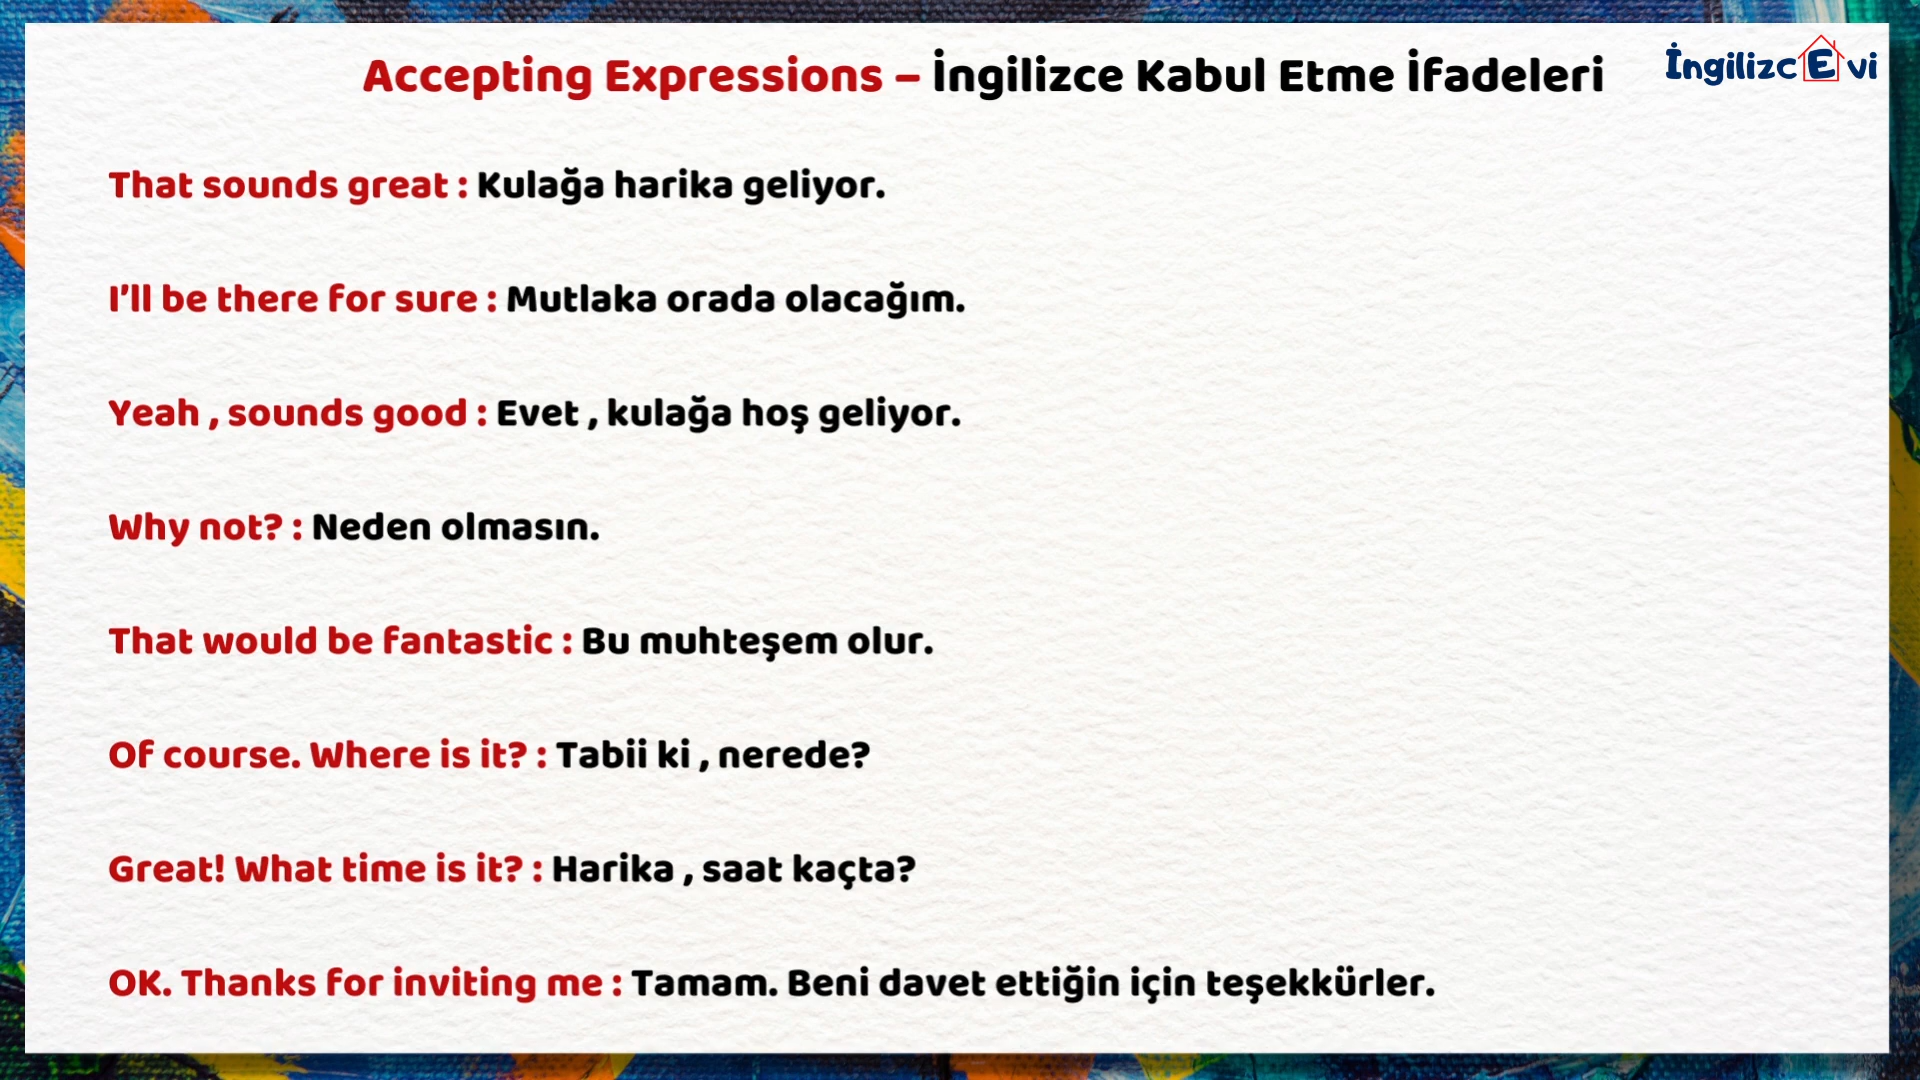 Accepting Expressions – İngilizce Kabul Etme İfadeleri
İngilizcEvi
That sounds great : Kulağa harika geliyor.
I'll be there for sure : Mutlaka orada olacağım.
Yeah , sounds good : Evet , kulağa hoş geliyor.
Why not? : Neden olmasın.
That would be fantastic : Bu muhteşem olur.
Of course. Where is it? : Tabii ki , nerede?
Great! What time is it? : Harika , saat kaçta?
OK. Thanks for inviting me : Tamam. Beni davet ettiğin için teşekkürler.